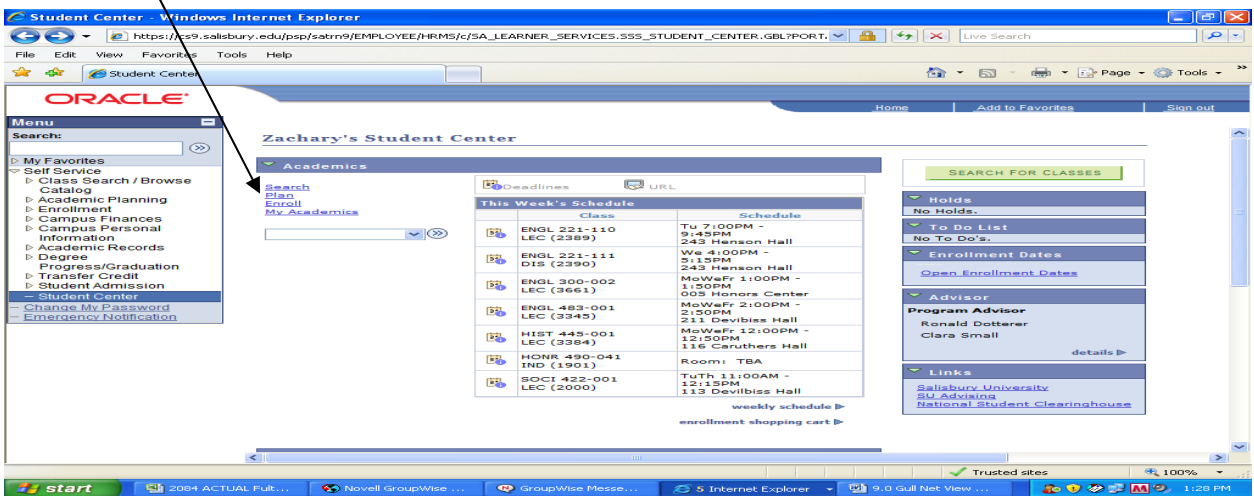 Student Center - Windows Internet Explorer
https://cs9.salisbury.edu/psp/satrn9/EMPLOYEE/HRMS/c/SA_LEARNER_SERVICES.SSS_STUDENT_CENTER.GBL?PORT.
Live Search
File Edit View Favorites Tools Help
Student Center
Page Tools
ORACLE
Home Add to Favorites Sign out
Menu
Search:
My Favorites
Self Service
Class Search / Browse
Catalog
Academic Planning
Enrollment
Campus Finances
Campus Personal
Information
Academic Records
Degree
Progress/Graduation
Transfer Credit
Student Admission
Student Center
Change My Password
Emergency Notification
Zachary's Student Center
Academics
Search
Plan
Enroll
My Academics
Deadlines URL
This Week's Schedule
Class Schedule
ENGL 221-110
LEC (2389)
Tu 7:00PM -
9:45PM
243 Henson Hall
ENGL 221-111
DIS (2390)
We 4:00PM -
5:15PM
243 Henson Hall
ENGL 300-002
LEC (3661)
MoWeFr 1:00PM -
1:50PM
005 Honors Center
ENGL 483-001
LEC (3345)
MoWeFr 2:00PM -
2:50PM
211 Devilbiss Hall
HIST 445-001
LEC (3384)
MoWeFr 12:00PM -
12:50PM
116 Caruthers Hall
HONR 490-041
IND (1901)
Room: TBA
SOCI 422-001
LEC (2000)
TuTh 11:00AM -
12:15PM
113 Devilbiss Hall
weekly schedule
enrollment shopping cart
SEARCH FOR CLASSES
Holds
No Holds.
To Do List
No To Do's.
Enrollment Dates
Open Enrollment Dates
Advisor
Program Advisor
Ronald Dotterer
Clara Small
details
Links
Salisbury University
SU Advising
National Student Clearinghouse
Trusted sites 100%
start 2084 ACTUAL Fult... Novell GroupWise ... GroupWise Messe... 5 Internet Explorer 9.0 Gull Net View ... 1:28 PM